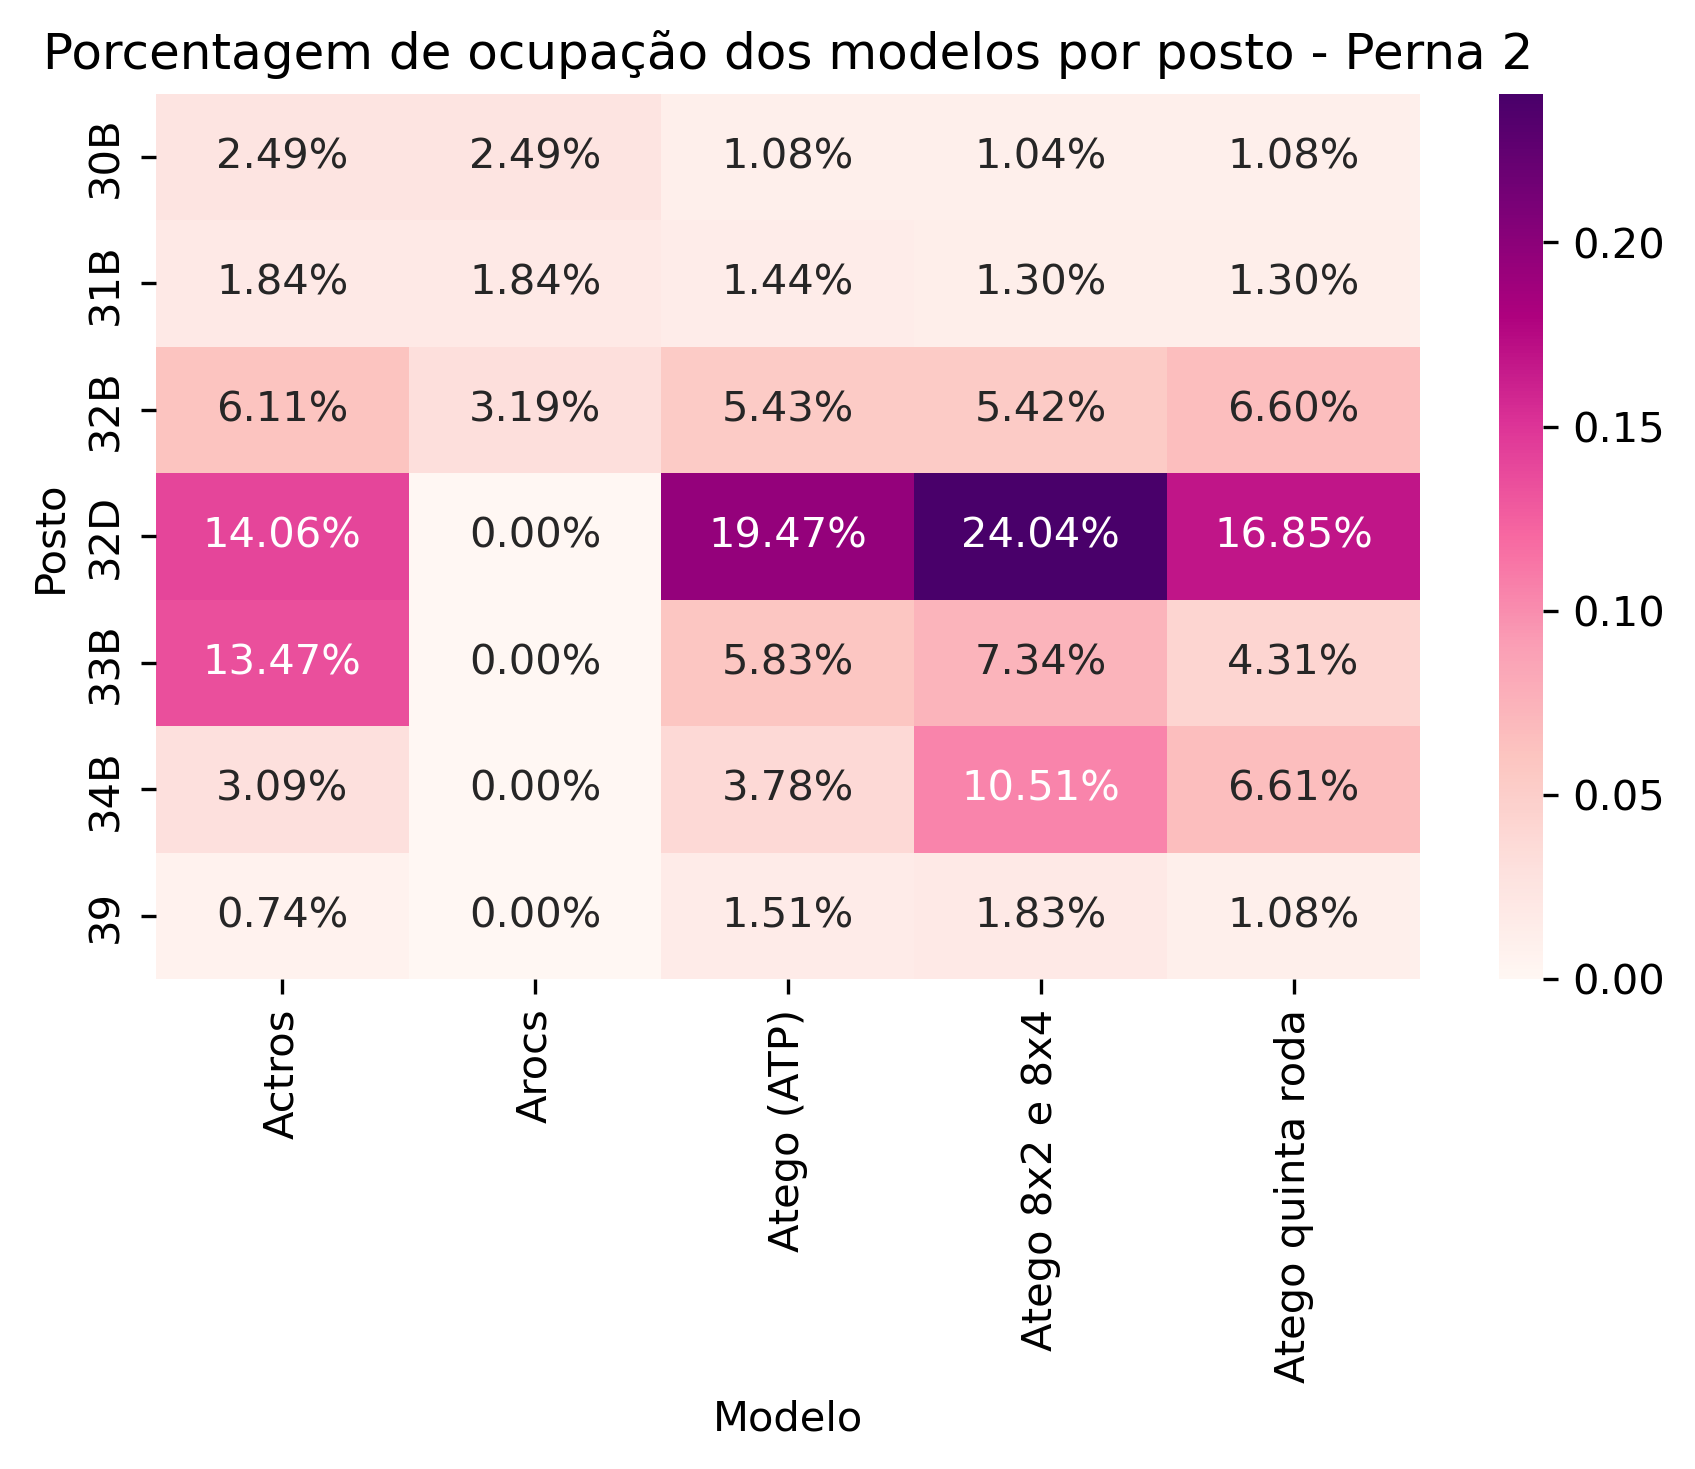 Porcentagem de ocupação dos modelos por posto - Perna 2
Posto
30B 2.49% 2.49% 1.08% 1.04% 1.08%
31B 1.84% 1.84% 1.44% 1.30% 1.30%
32B 6.11% 3.19% 5.43% 5.42% 6.60%
32D 14.06% 0.00% 19.47% 24.04% 16.85%
33B 13.47% 0.00% 5.83% 7.34% 4.31%
34B 3.09% 0.00% 3.78% 10.51% 6.61%
39 0.74% 0.00% 1.51% 1.83% 1.08%
Actros
Arocs
Atego (ATP)
Atego 8x2 e 8x4
Atego quinta roda
Modelo
0.20
0.15
0.10
0.05
0.00